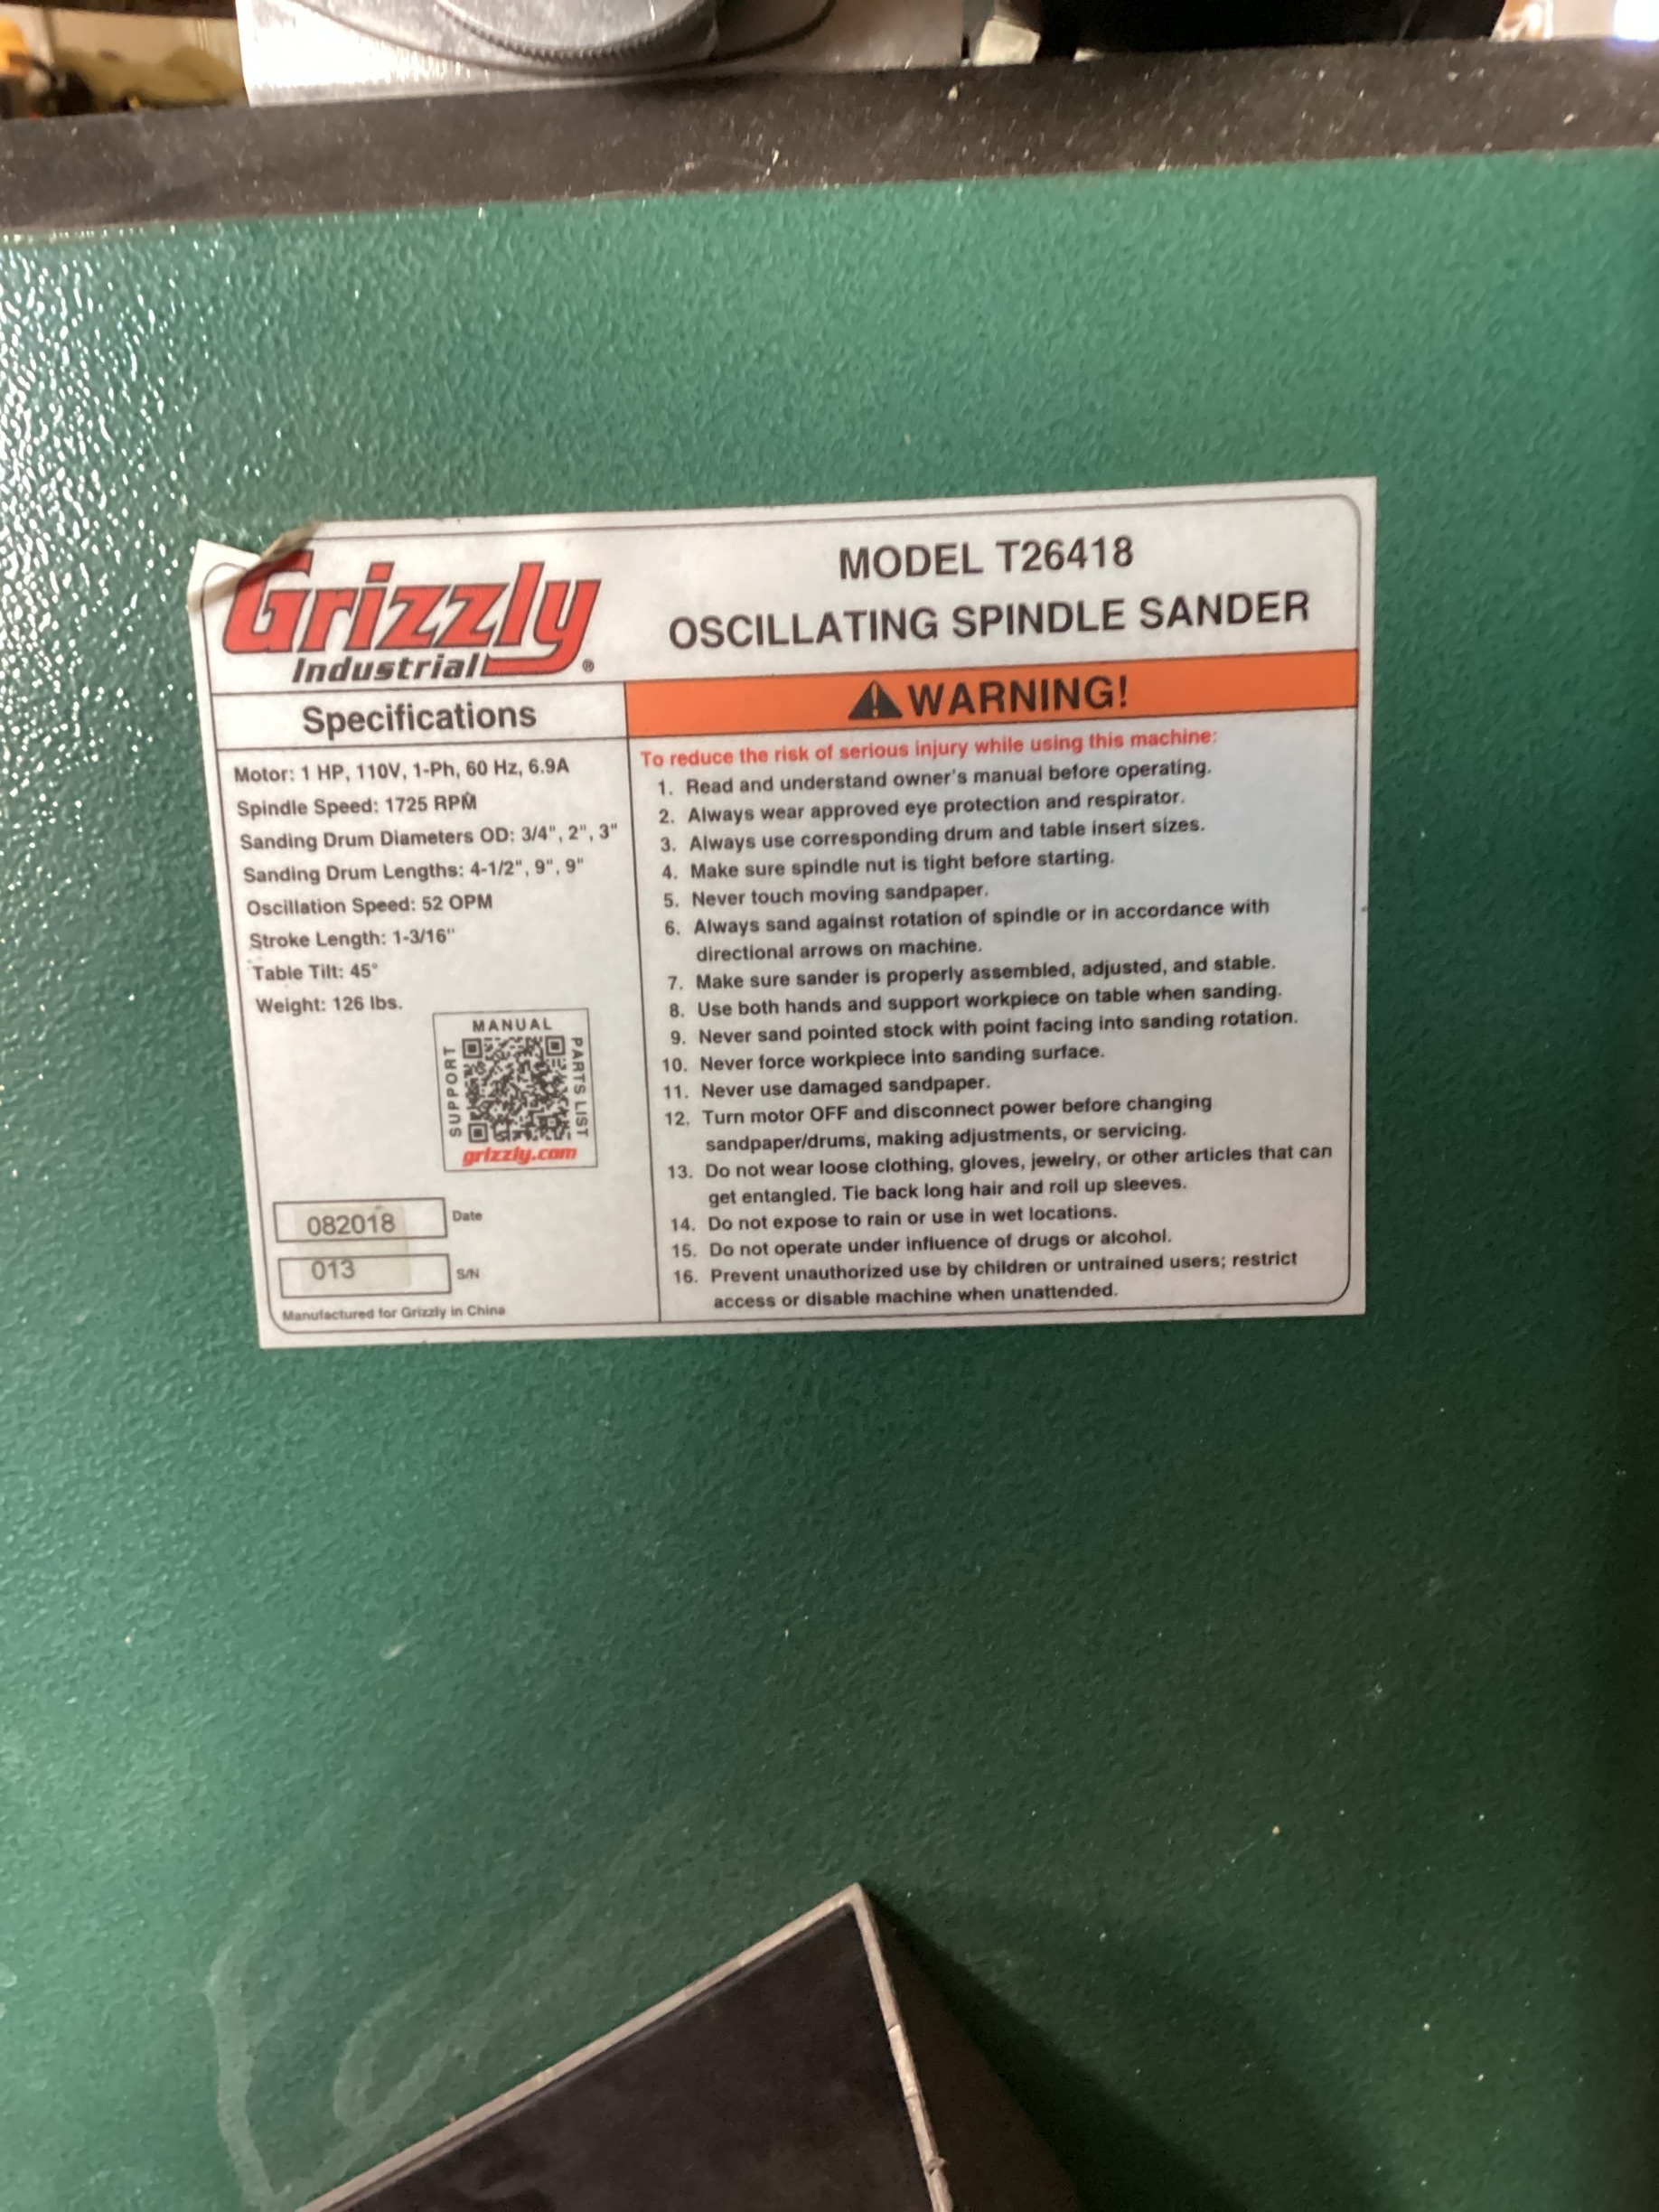 Grizzly
Industrial ®
MODEL T26418
OSCILLATING SPINDLE SANDER
Specifications
Motor: 1 HP, 110V, 1-Ph, 60 Hz, 6.9A
Spindle Speed: 1725 RPM
Sanding Drum Diameters OD: 3/4", 2", 3"
Sanding Drum Lengths: 4-1/2", 9", 9"
Oscillation Speed: 52 OPM
Stroke Length: 1-3/16"
Table Tilt: 45°
Weight: 126 lbs.
MANUAL
SUPPORT
PARTS LIST
grizzly.com
082018 Date
013 S/N
Manufactured for Grizzly in China
WARNING!
To reduce the risk of serious injury while using this machine:
1. Read and understand owner's manual before operating.
2. Always wear approved eye protection and respirator.
3. Always use corresponding drum and table insert sizes.
4. Make sure spindle nut is tight before starting.
5. Never touch moving sandpaper.
6. Always sand against rotation of spindle or in accordance with
directional arrows on machine.
7. Make sure sander is properly assembled, adjusted, and stable.
8. Use both hands and support workpiece on table when sanding.
9. Never sand pointed stock with point facing into sanding rotation.
10. Never force workpiece into sanding surface.
11. Never use damaged sandpaper.
12. Turn motor OFF and disconnect power before changing
sandpaper/drums, making adjustments, or servicing.
13. Do not wear loose clothing, gloves, jewelry, or other articles that can
get entangled. Tie back long hair and roll up sleeves.
14. Do not expose to rain or use in wet locations.
15. Do not operate under influence of drugs or alcohol.
16. Prevent unauthorized use by children or untrained users; restrict
access or disable machine when unattended.